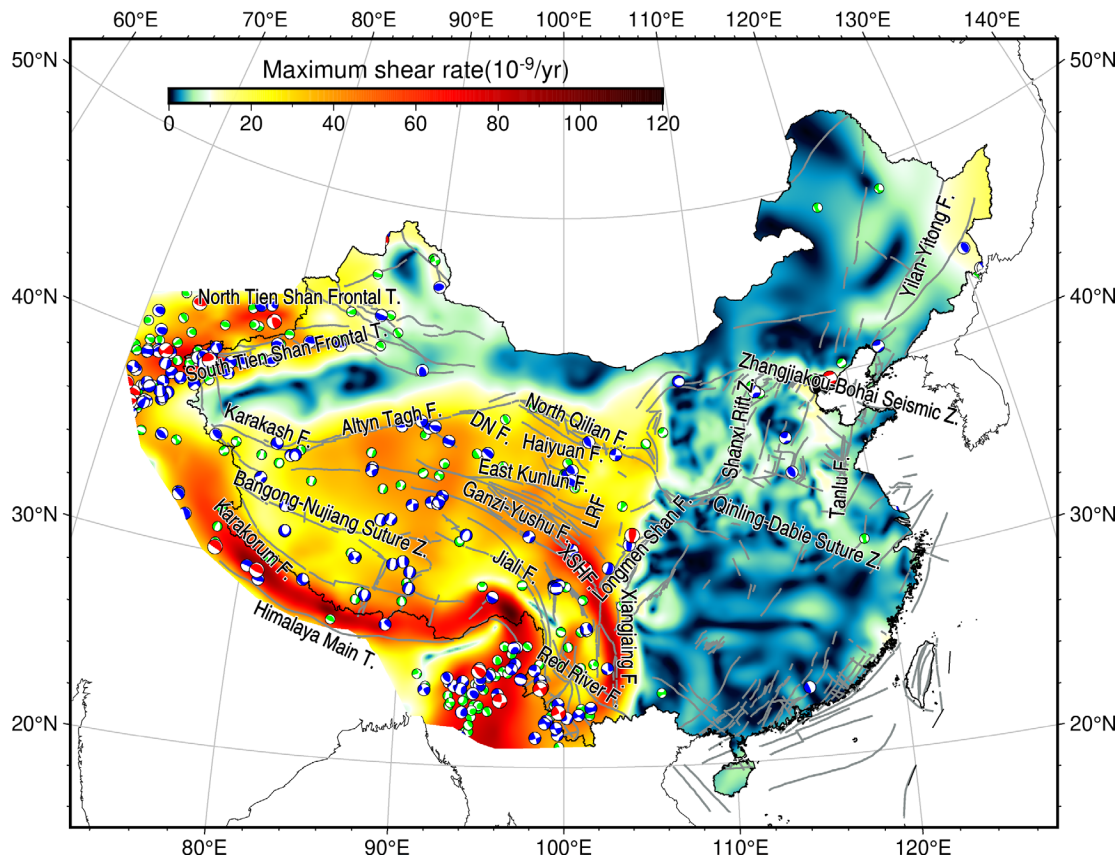 60°E 70°E 80°E 90°E 100°E 110°E 120°E 130°E 140°E
50°N 50°N
Maximum shear rate(10⁻⁹/yr)
0 20 40 60 80 100 120
Yilan-Yitong F.
40°N 40°N
North Tien Shan Frontal T.
South Tien Shan Frontal T.
Zhangjiakou-Bohai Seismic Z.
Shanxi Rift Z.
Karakash F.
Altyn Tagh F.
DN F.
North Qilian F.
Haiyuan F.
East Kunlun F.
Tanlu F.
Bangong-Nujiang Suture Z.
Ganzi-Yushu F.
LRF
Qinling-Dabie Suture Z.
30°N 30°N
Karakorum F.
Jiali F.
XSHF.
Longmen Shan F.
Xiangjaing F.
Himalaya Main T.
Red River F.
20°N 20°N
80°E 90°E 100°E 110°E 120°E